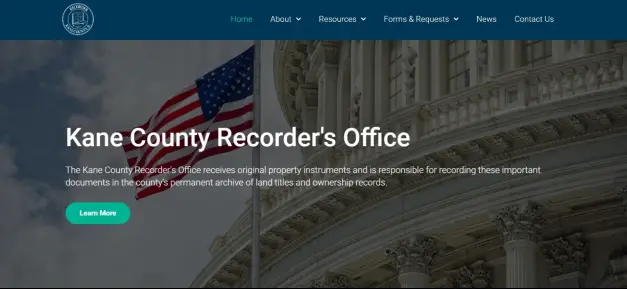 Home About Resources Forms & Requests News Contact Us
Kane County Recorder's Office
The Kane County Recorder's Office receives original property instruments and is responsible for recording these important
documents in the county's permanent archive of land titles and ownership records.
Learn More